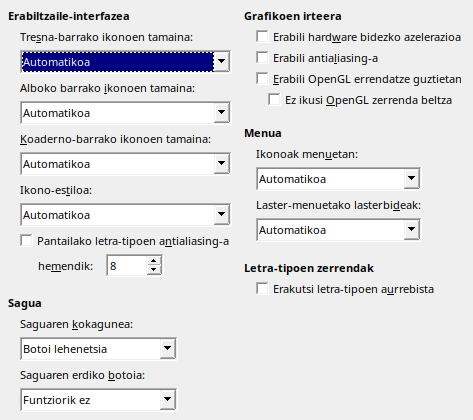 Erabiltzaile-interfazea
Tresna-barrako ikonoen tamaina:
Automatikoa
Alboko barrako ikonoen tamaina:
Automatikoa
Koaderno-barrako ikonoen tamaina:
Automatikoa
Ikono-estiloa:
Automatikoa
Pantailako letra-tipoen antialiasing-a
hemendik: 8
Sagua
Saguaren kokagunea:
Botoi lehenetsia
Saguaren erdiko botoia:
Funtziorik ez
Grafikoen irteera
Erabili hardware bidezko azelerazioa
Erabili antialiasing-a
Erabili OpenGL errendatze guztietan
Ez ikusi OpenGL zerrenda beltza
Menua
Ikonoak menuetan:
Automatikoa
Laster-menuetako lasterbideak:
Automatikoa
Letra-tipoen zerrendak
Erakutsi letra-tipoen aurrebista